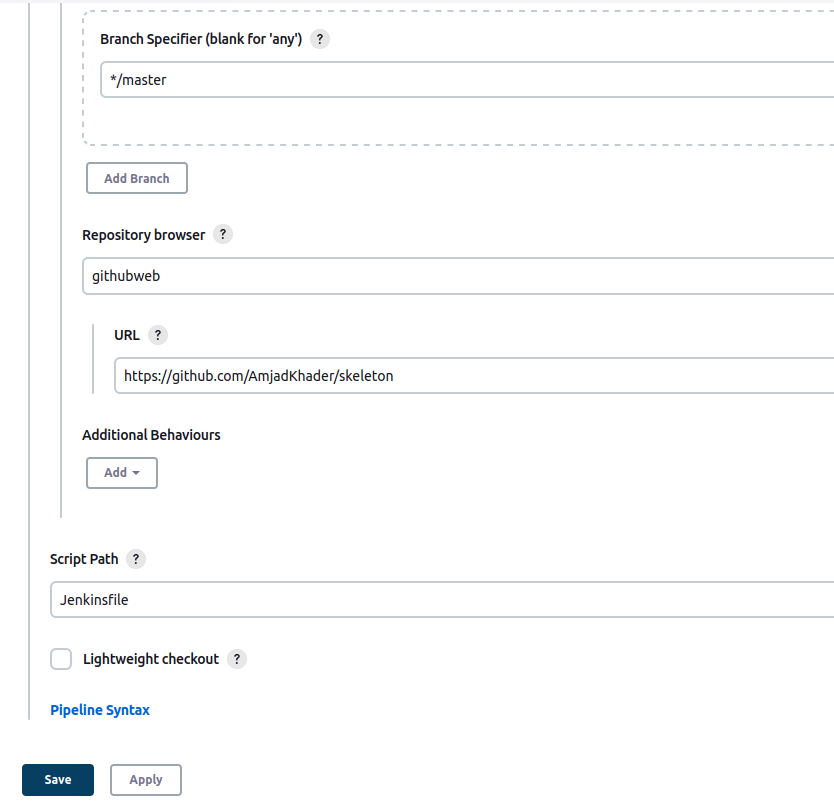 Branch Specifier (blank for 'any') ?
*/master
Add Branch
Repository browser ?
githubweb
URL ?
https://github.com/AmjadKhader/skeleton
Additional Behaviours
Add
Script Path ?
Jenkinsfile
Lightweight checkout ?
Pipeline Syntax
Save Apply